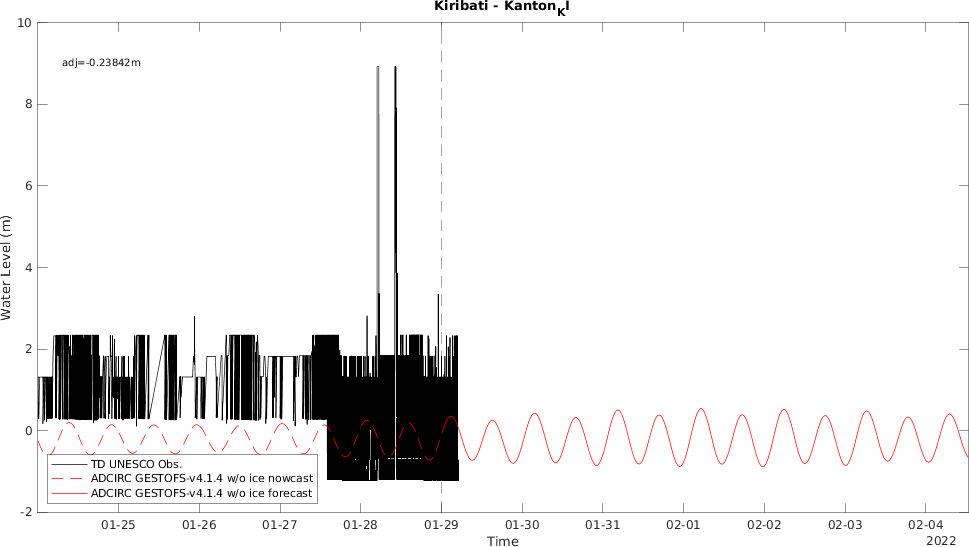 Kiribati - Kanton_KI
adj=-0.23842m
10
8
6
4
2
0
-2
Water Level (m)
TD UNESCO Obs.
ADCIRC GESTOFS-v4.1.4 w/o ice nowcast
ADCIRC GESTOFS-v4.1.4 w/o ice forecast
01-25 01-26 01-27 01-28 01-29 01-30 01-31 02-01 02-02 02-03 02-04
Time
2022